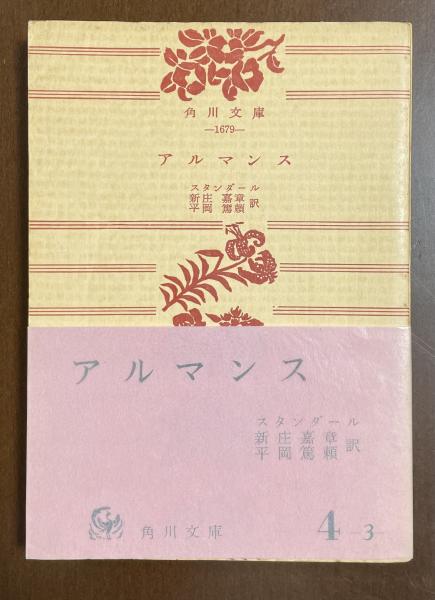 角川文庫
—1679—
アルマンス
スタンダール
新庄嘉章
平岡篤頼 訳
アルマンス
スタンダール
新庄嘉章
平岡篤頼 訳
角川文庫
4 —3—